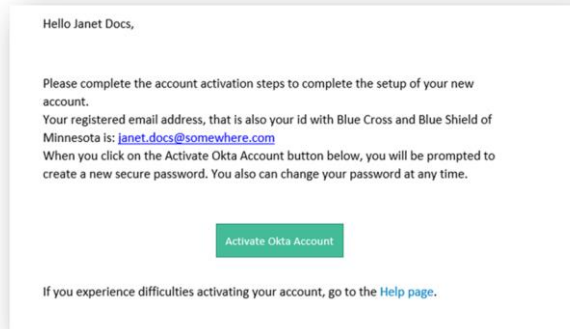 Hello Janet Docs,
Please complete the account activation steps to complete the setup of your new
account.
Your registered email address, that is also your id with Blue Cross and Blue Shield of
Minnesota is: janet.docs@somewhere.com
When you click on the Activate Okta Account button below, you will be prompted to
create a new secure password. You also can change your password at any time.
Activate Okta Account
If you experience difficulties activating your account, go to the Help page.